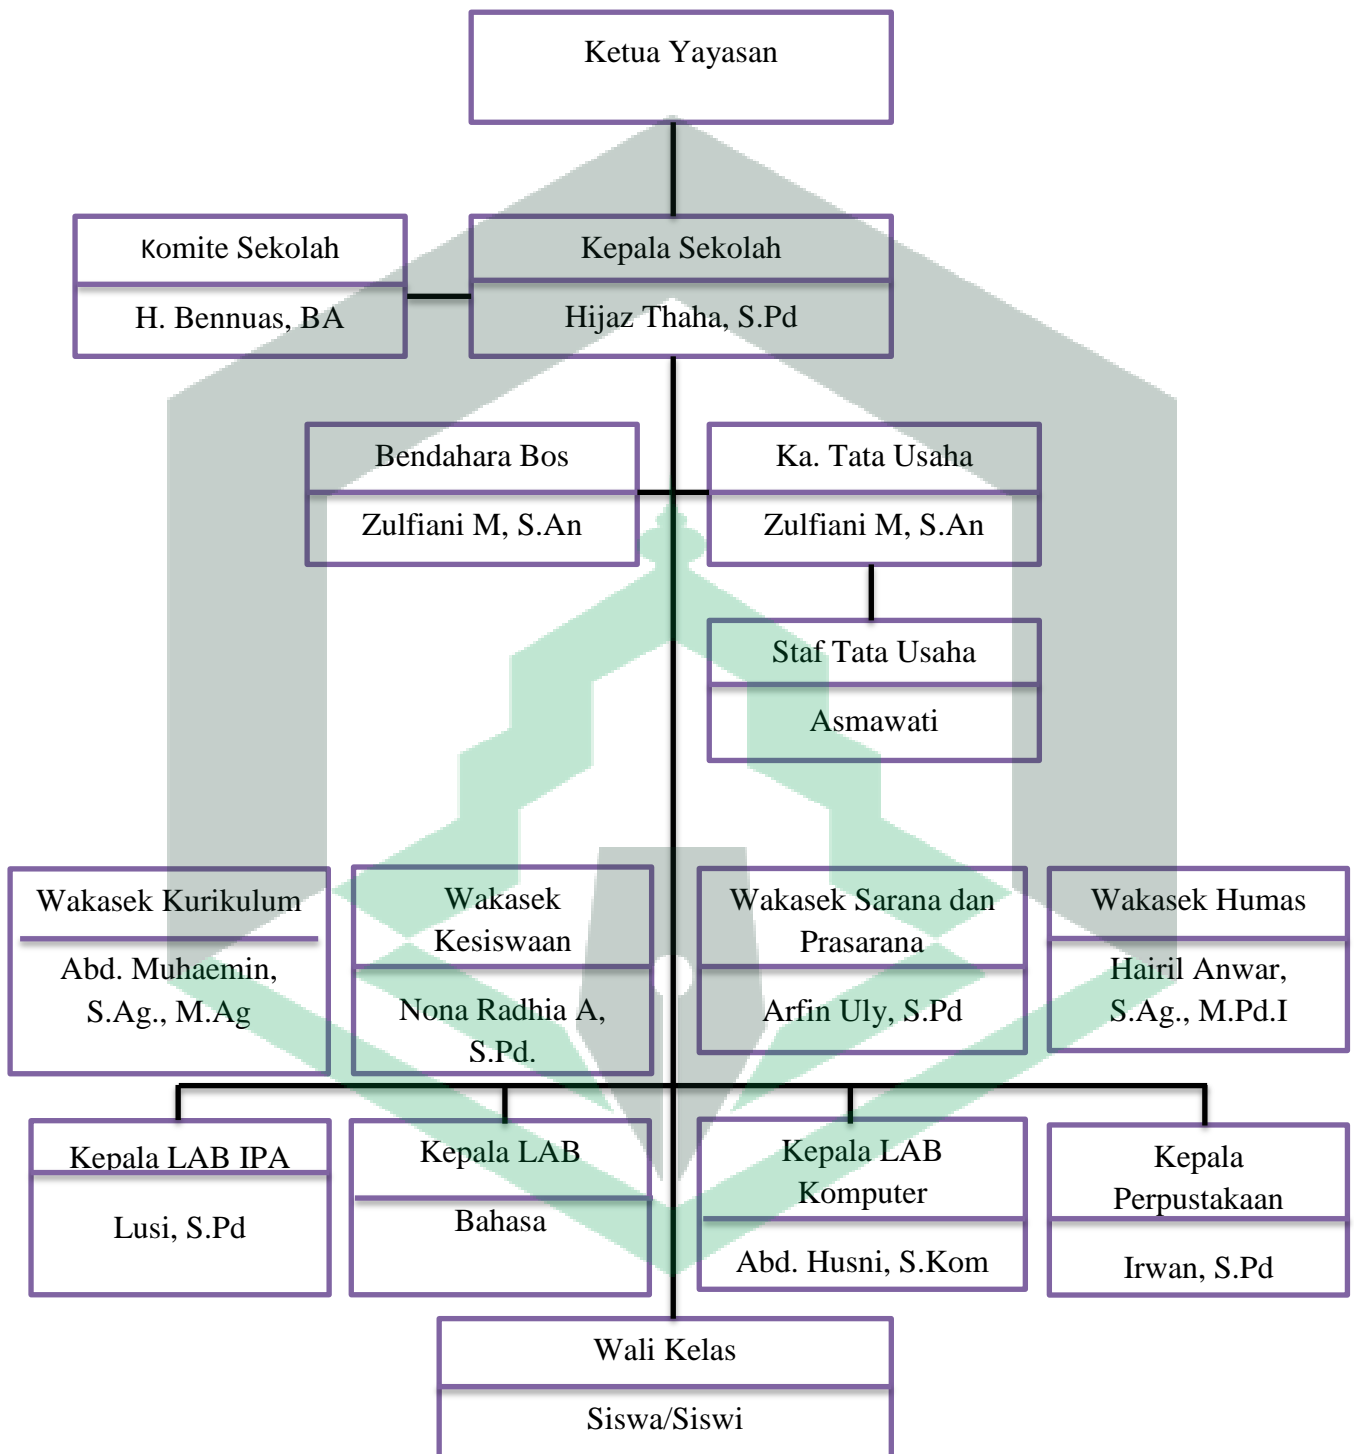 Ketua Yayasan
Komite Sekolah
H. Bennuas, BA
Kepala Sekolah
Hijaz Thaha, S.Pd
Bendahara Bos
Zulfiani M, S.An
Ka. Tata Usaha
Zulfiani M, S.An
Staf Tata Usaha
Asmawati
Wakasek Kurikulum
Abd. Muhaemin,
S.Ag., M.Ag
Wakasek
Kesiswaan
Nona Radhia A,
S.Pd.
Wakasek Sarana dan
Prasarana
Arfin Uly, S.Pd
Wakasek Humas
Hairil Anwar,
S.Ag., M.Pd.I
Kepala LAB IPA
Lusi, S.Pd
Kepala LAB
Bahasa
Kepala LAB
Komputer
Abd. Husni, S.Kom
Kepala
Perpustakaan
Irwan, S.Pd
Wali Kelas
Siswa/Siswi